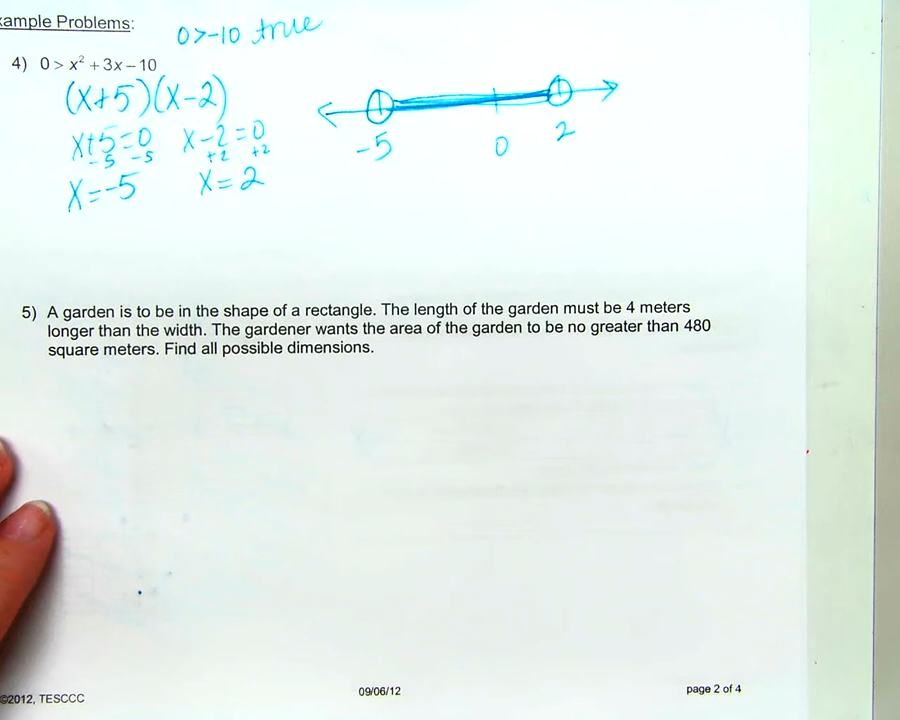 xample Problems:
0>-10 true
4) 0 > x² + 3x – 10
(x+5)(x-2)
x+5=0 x-2=0
-5 -5 +2 +2
x=-5 x=2
-5 0 2
5) A garden is to be in the shape of a rectangle. The length of the garden must be 4 meters
longer than the width. The gardener wants the area of the garden to be no greater than 480
square meters. Find all possible dimensions.
©2012, TESCCC 09/06/12 page 2 of 4